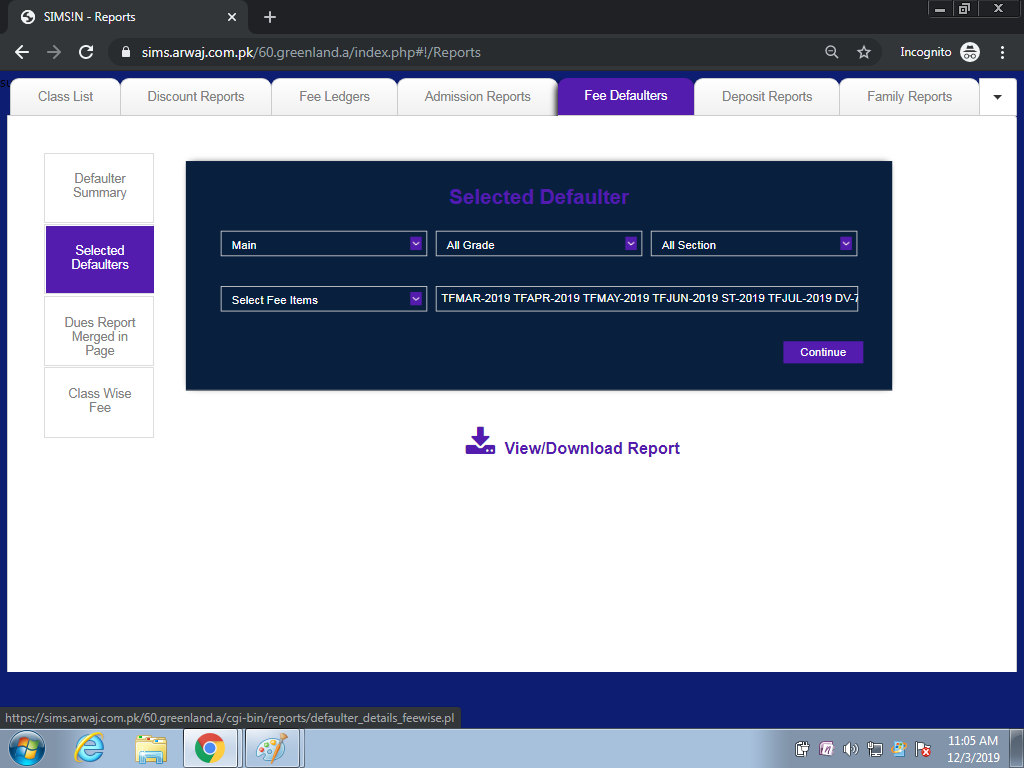 SIMS!N - Reports
sims.arwaj.com.pk/60.greenland.a/index.php#!/Reports
Incognito
Class List
Discount Reports
Fee Ledgers
Admission Reports
Fee Defaulters
Deposit Reports
Family Reports
Defaulter
Summary
Selected
Defaulters
Dues Report
Merged in
Page
Class Wise
Fee
Selected Defaulter
Main
All Grade
All Section
Select Fee Items
TFMAR-2019 TFAPR-2019 TFMAY-2019 TFJUN-2019 ST-2019 TFJUL-2019
Continue
View/Download Report
https://sims.arwaj.com.pk/60.greenland.a/cgi-bin/reports/defaulter_details_feewise.pl
11:05 AM
12/3/2019